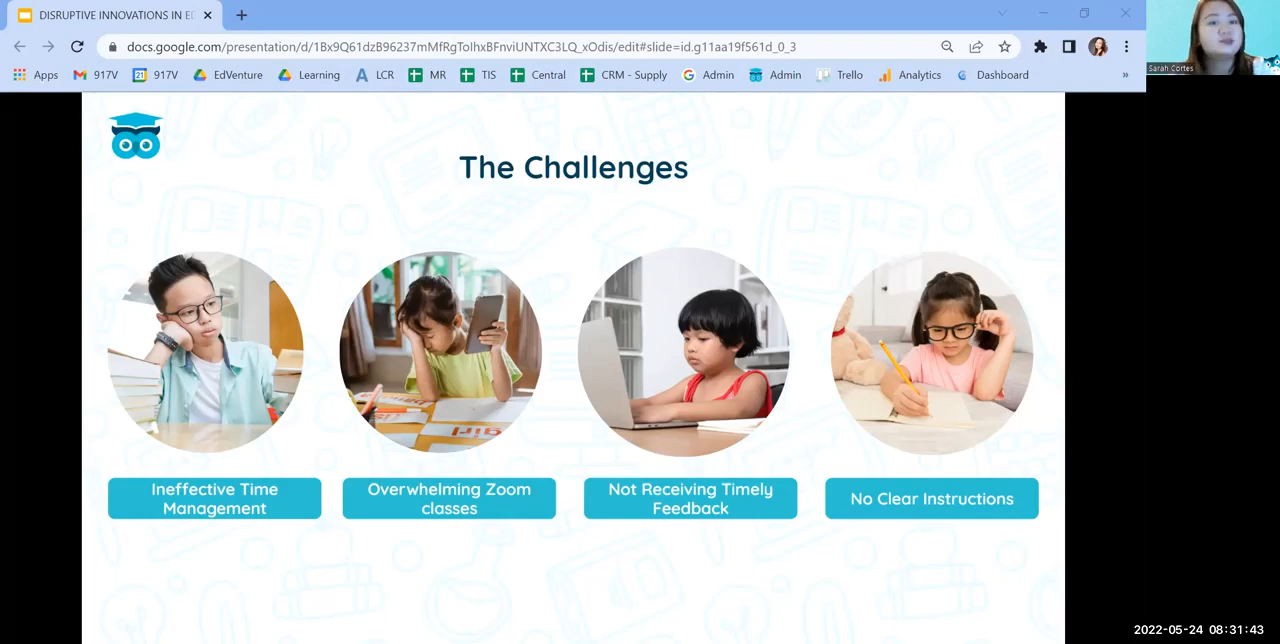 DISRUPTIVE INNOVATIONS IN ED
docs.google.com/presentation/d/1Bx9Q61dzB96237mMfRgToIhxBFnviUNTXC3LQ_xOdis/edit#slide=id.g11aa19f561d_0_3
Apps 917V 917V EdVenture Learning LCR MR TIS Central CRM - Supply Admin Admin Trello Analytics Dashboard »
Sarah Cortes
The Challenges
girl
Ineffective Time
Management
Overwhelming Zoom
classes
Not Receiving Timely
Feedback
No Clear Instructions
2022-05-24 08:31:43